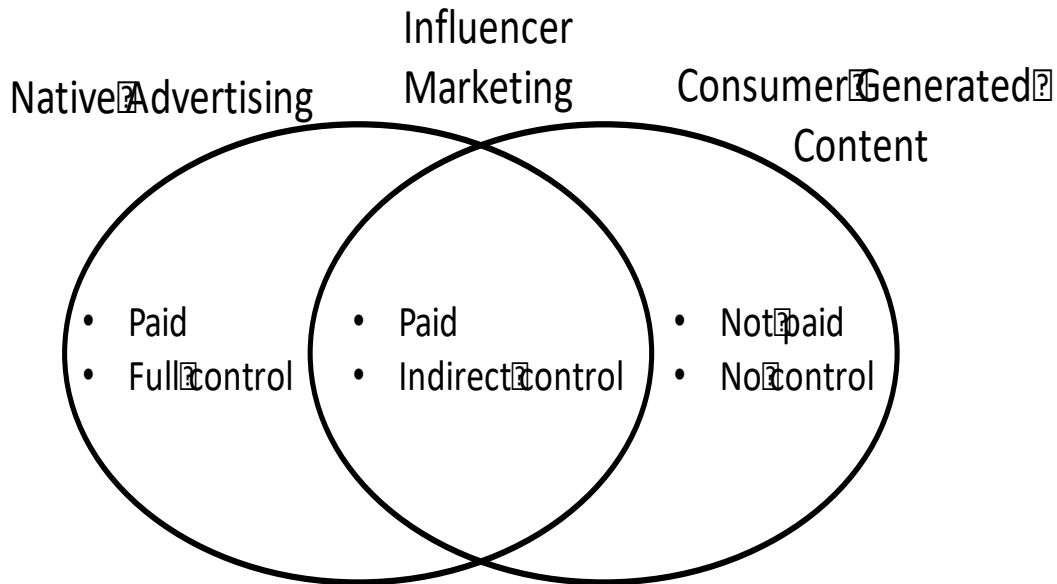 Influencer
Marketing
Native Advertising
Consumer Generated
Content
• Paid
• Full control
• Paid
• Indirect control
• Not paid
• No control